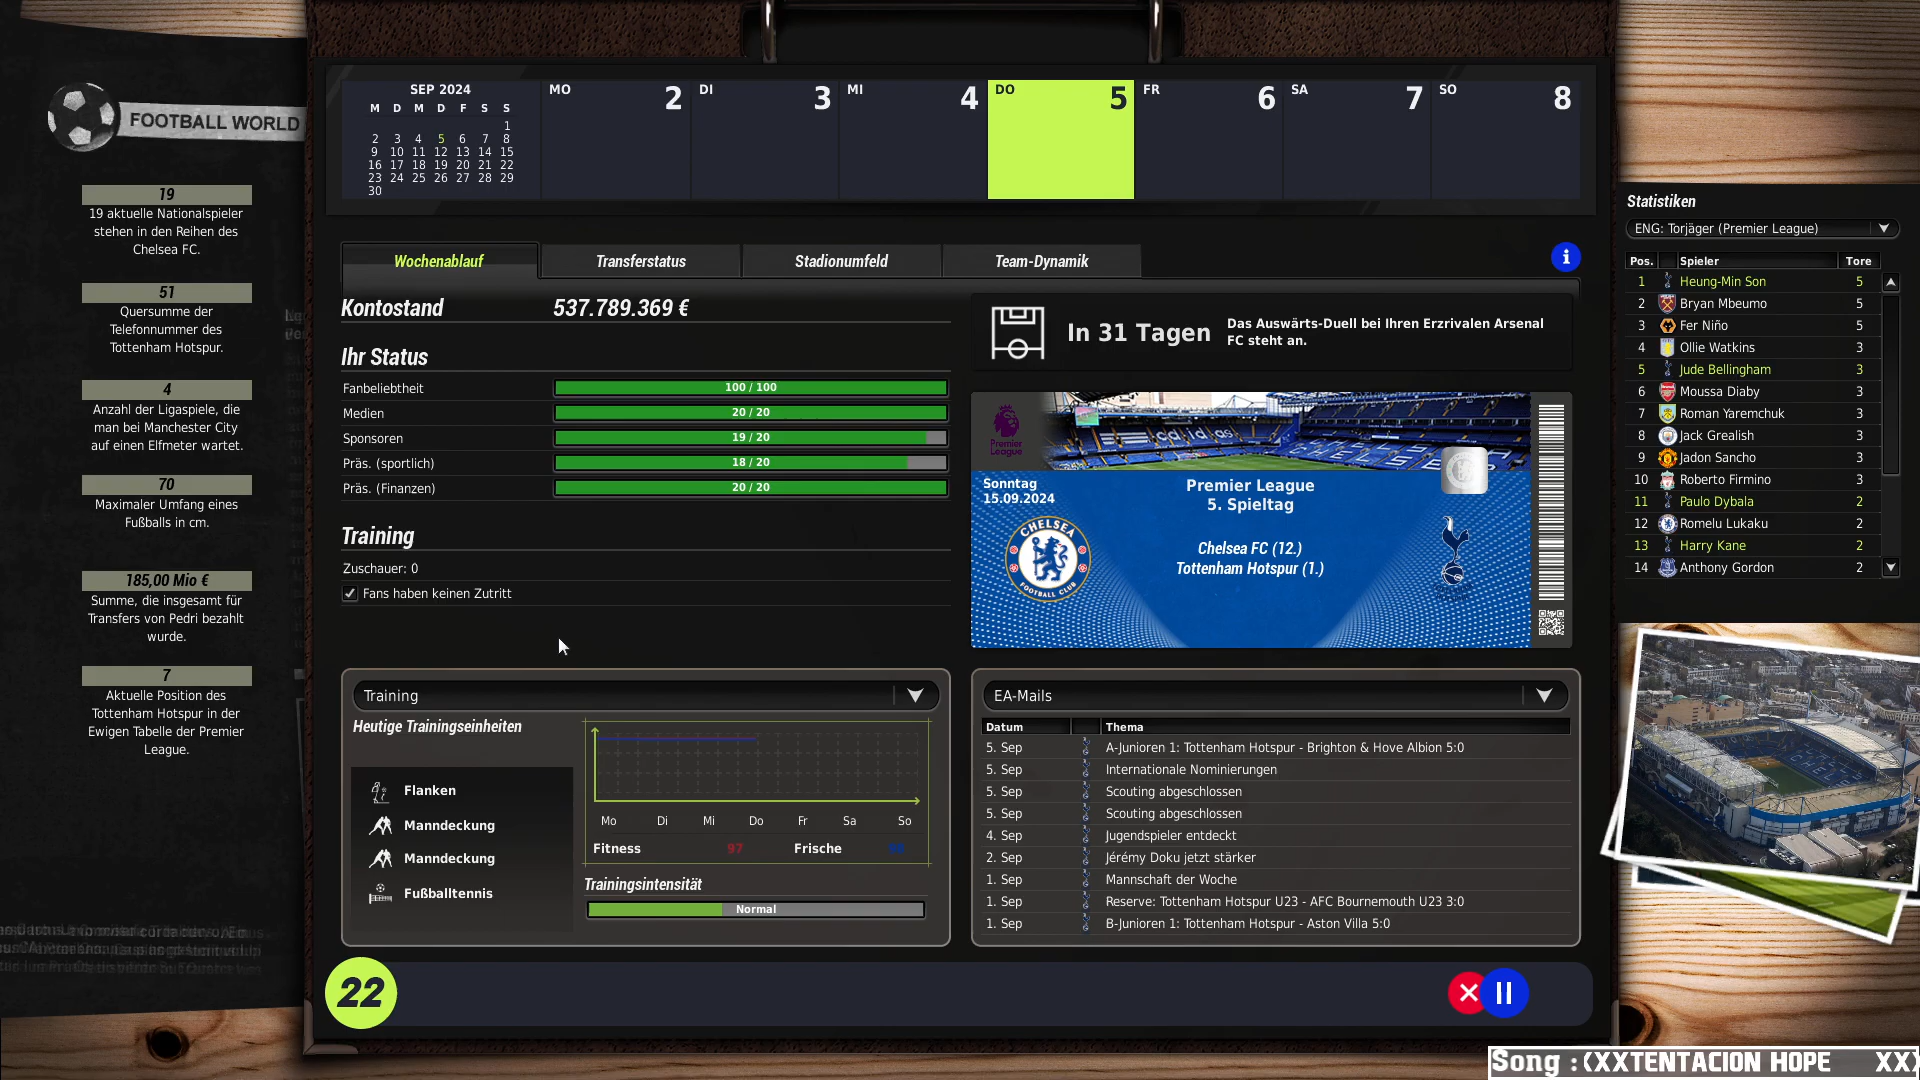 FOOTBALL WORLD
19
19 aktuelle Nationalspieler
stehen in den Reihen des
Chelsea FC.
51
Quersumme der
Telefonnummer des
Tottenham Hotspur.
4
Anzahl der Ligaspiele, die
man bei Manchester City
auf einen Elfmeter wartet.
70
Maximaler Umfang eines
Fußballs in cm.
185,00 Mio €
Summe, die insgesamt für
Transfers von Pedri bezahlt
wurde.
7
Aktuelle Position des
Tottenham Hotspur in der
Ewigen Tabelle der Premier
League.
SEP 2024
M D M D F S S
1
2 3 4 5 6 7 8
9 10 11 12 13 14 15
16 17 18 19 20 21 22
23 24 25 26 27 28 29
30
MO 2 DI 3 MI 4 DO 5 FR 6 SA 7 SO 8
Wochenablauf Transferstatus Stadionumfeld Team-Dynamik
Kontostand 537.789.369 €
Ihr Status
Fanbeliebtheit 100 / 100
Medien 20 / 20
Sponsoren 19 / 20
Präs. (sportlich) 18 / 20
Präs. (Finanzen) 20 / 20
Training
Zuschauer: 0
Fans haben keinen Zutritt
In 31 Tagen
Das Auswärts-Duell bei Ihren Erzrivalen Arsenal
FC steht an.
Premier
League
adidas
CHELSE
Sonntag
15.09.2024
Premier League
5. Spieltag
Chelsea FC (12.)
Tottenham Hotspur (1.)
CHELSEA
FOOTBALL CLUB
Training
Heutige Trainingseinheiten
Flanken
Manndeckung
Manndeckung
Fußballtennis
Mo Di Mi Do Fr Sa So
Fitness 97 Frische
Trainingsintensität
Normal
EA-Mails
Datum Thema
5. Sep A-Junioren 1: Tottenham Hotspur - Brighton & Hove Albion 5:0
5. Sep Internationale Nominierungen
5. Sep Scouting abgeschlossen
5. Sep Scouting abgeschlossen
4. Sep Jugendspieler entdeckt
2. Sep Jérémy Doku jetzt stärker
1. Sep Mannschaft der Woche
1. Sep Reserve: Tottenham Hotspur U23 - AFC Bournemouth U23 3:0
1. Sep B-Junioren 1: Tottenham Hotspur - Aston Villa 5:0
22
Statistiken
ENG: Torjäger (Premier League)
Pos. Spieler Tore
1 Heung-Min Son 5
2 Bryan Mbeumo 5
3 Fer Niño 5
4 Ollie Watkins 3
5 Jude Bellingham 3
6 Moussa Diaby 3
7 Roman Yaremchuk 3
8 Jack Grealish 3
9 Jadon Sancho 3
10 Roberto Firmino 3
11 Paulo Dybala 2
12 Romelu Lukaku 2
13 Harry Kane 2
14 Anthony Gordon 2
Song : XXTENTACION HOPE XXX